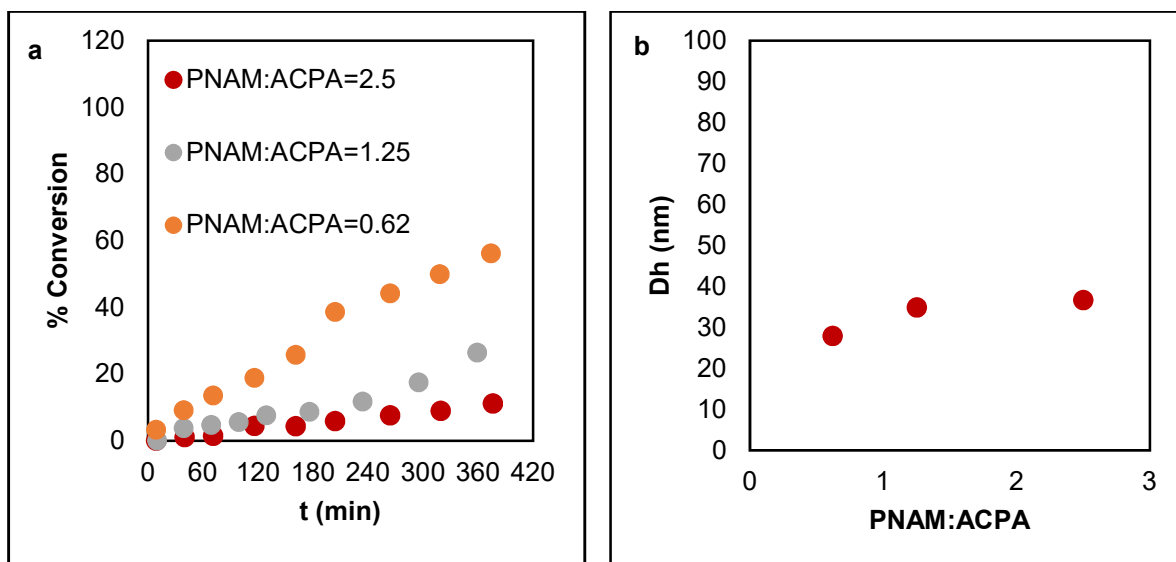 a
120
100
80
60
40
20
0
% Conversion
PNAM:ACPA=2.5
PNAM:ACPA=1.25
PNAM:ACPA=0.62
0 60 120 180 240 300 360 420
t (min)
b
100
90
80
70
60
50
40
30
20
10
0
Dh (nm)
0 1 2 3
PNAM:ACPA